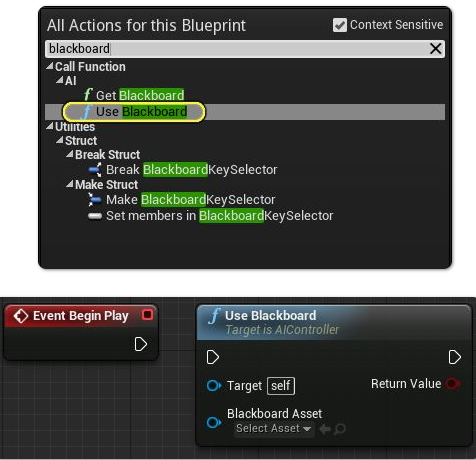 All Actions for this Blueprint
Context Sensitive
blackboard
Call Function
AI
Get Blackboard
Use Blackboard
Utilities
Struct
Break Struct
Break BlackboardKeySelector
Make Struct
Make BlackboardKeySelector
Set members in BlackboardKeySelector
Event Begin Play
Use Blackboard
Target is AIController
Target self
Return Value
Blackboard Asset
Select Asset